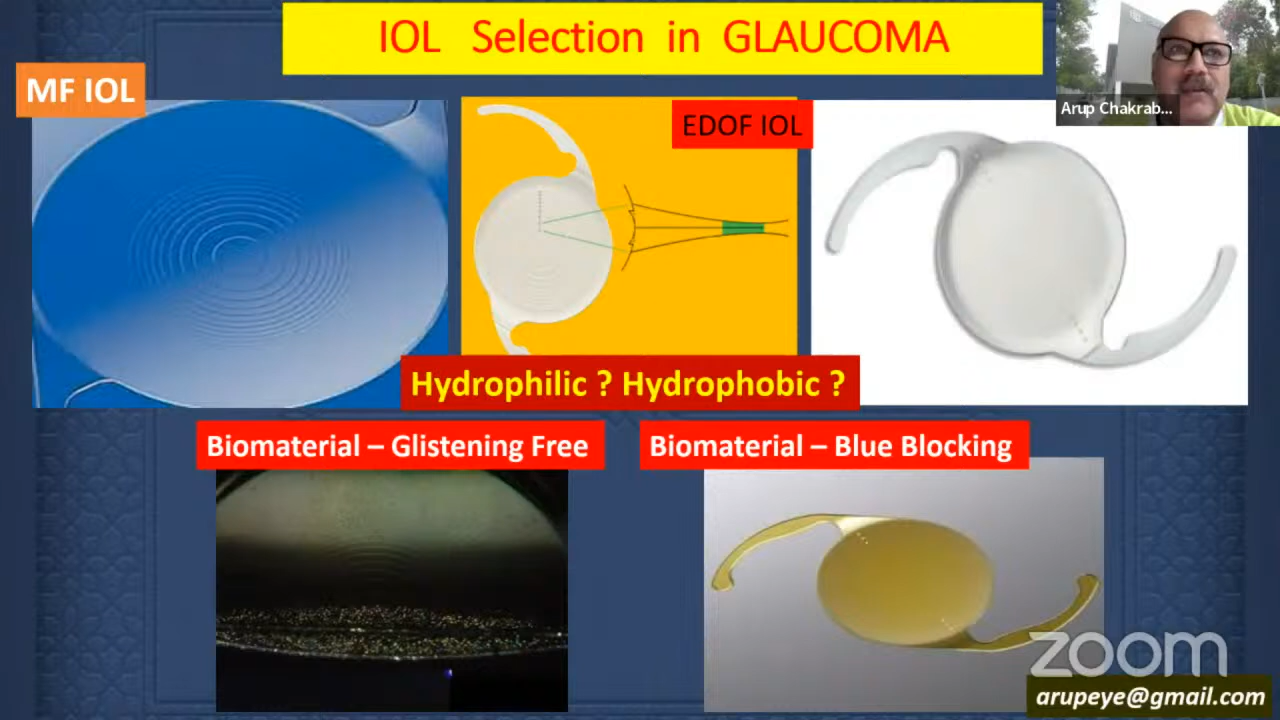 IOL Selection in GLAUCOMA
MF IOL
EDOF IOL
Arup Chakrab...
Hydrophilic ? Hydrophobic ?
Biomaterial – Glistening Free
Biomaterial – Blue Blocking
zoom
arupeye@gmail.com